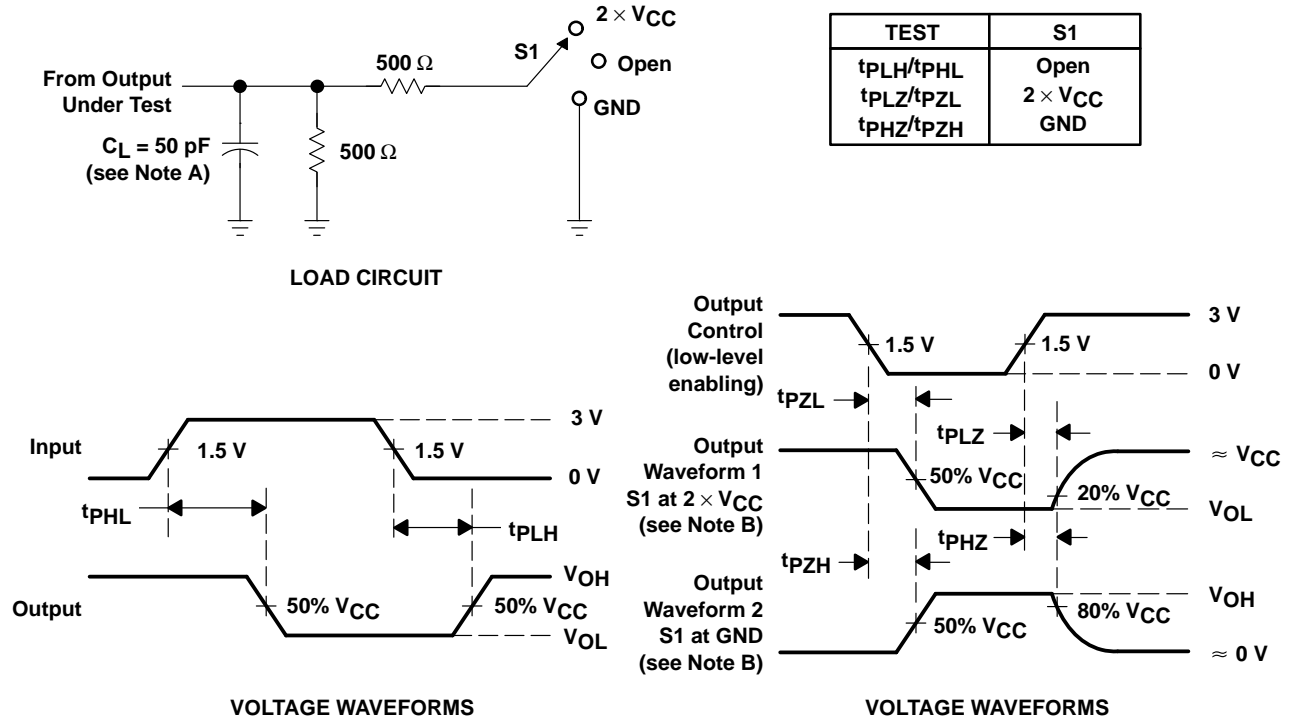 2 × VCC
S1
Open
GND
500 Ω
From Output
Under Test
CL = 50 pF
(see Note A)
500 Ω
LOAD CIRCUIT
TEST S1
tPLH/tPHL Open
tPLZ/tPZL 2 × VCC
tPHZ/tPZH GND
Input
1.5 V
1.5 V
3 V
0 V
tPHL
tPLH
Output
50% VCC
50% VCC
VOH
VOL
VOLTAGE WAVEFORMS
Output
Control
(low-level
enabling)
1.5 V
1.5 V
3 V
0 V
tPZL
tPLZ
Output
Waveform 1
S1 at 2 × VCC
(see Note B)
50% VCC
20% VCC
≈ VCC
VOL
tPZH
tPHZ
Output
Waveform 2
S1 at GND
(see Note B)
50% VCC
80% VCC
VOH
≈ 0 V
VOLTAGE WAVEFORMS